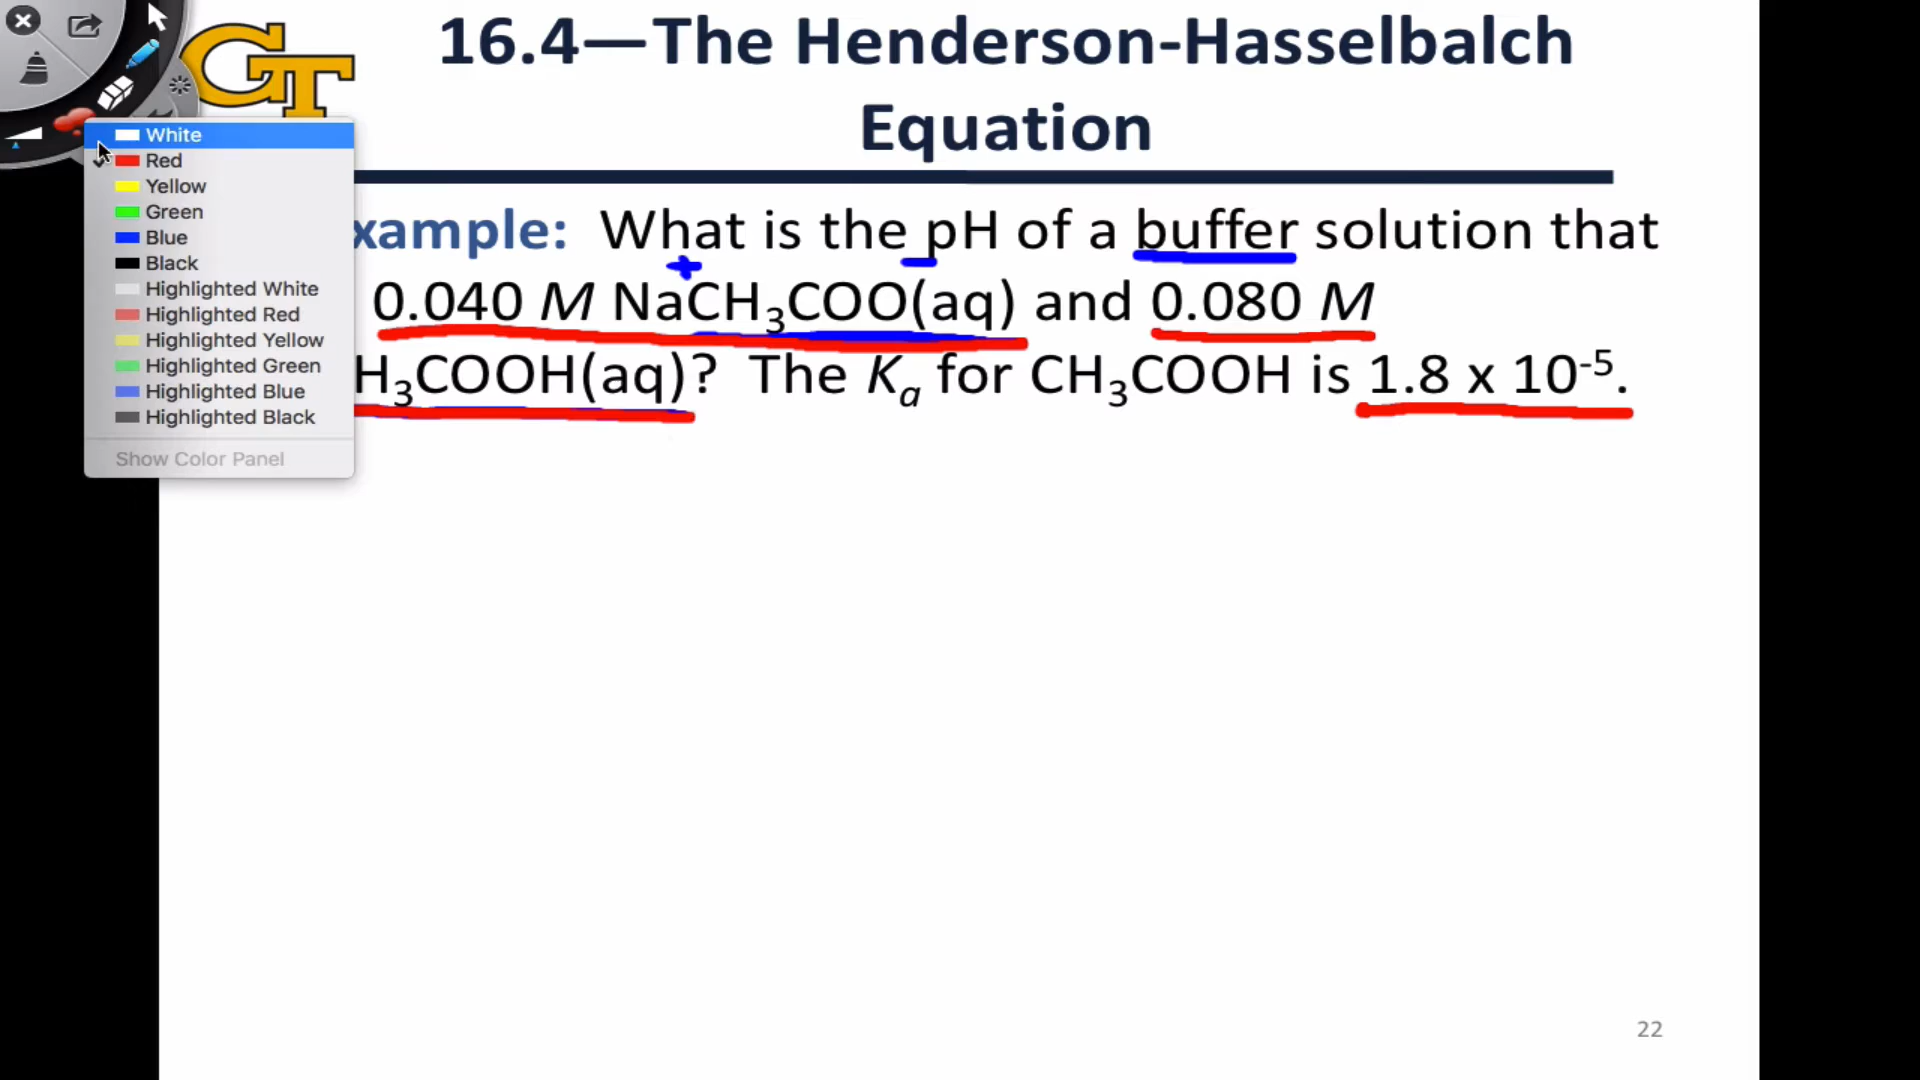 16.4—The Henderson-Hasselbalch
Equation
GT
White
Red
Yellow
Green
Blue
Black
Highlighted White
Highlighted Red
Highlighted Yellow
Highlighted Green
Highlighted Blue
Highlighted Black
Show Color Panel
xample: What is the pH of a buffer solution that
0.040 M NaCH₃COO(aq) and 0.080 M
H₃COOH(aq)? The Kₐ for CH₃COOH is 1.8 x 10⁻⁵.
22